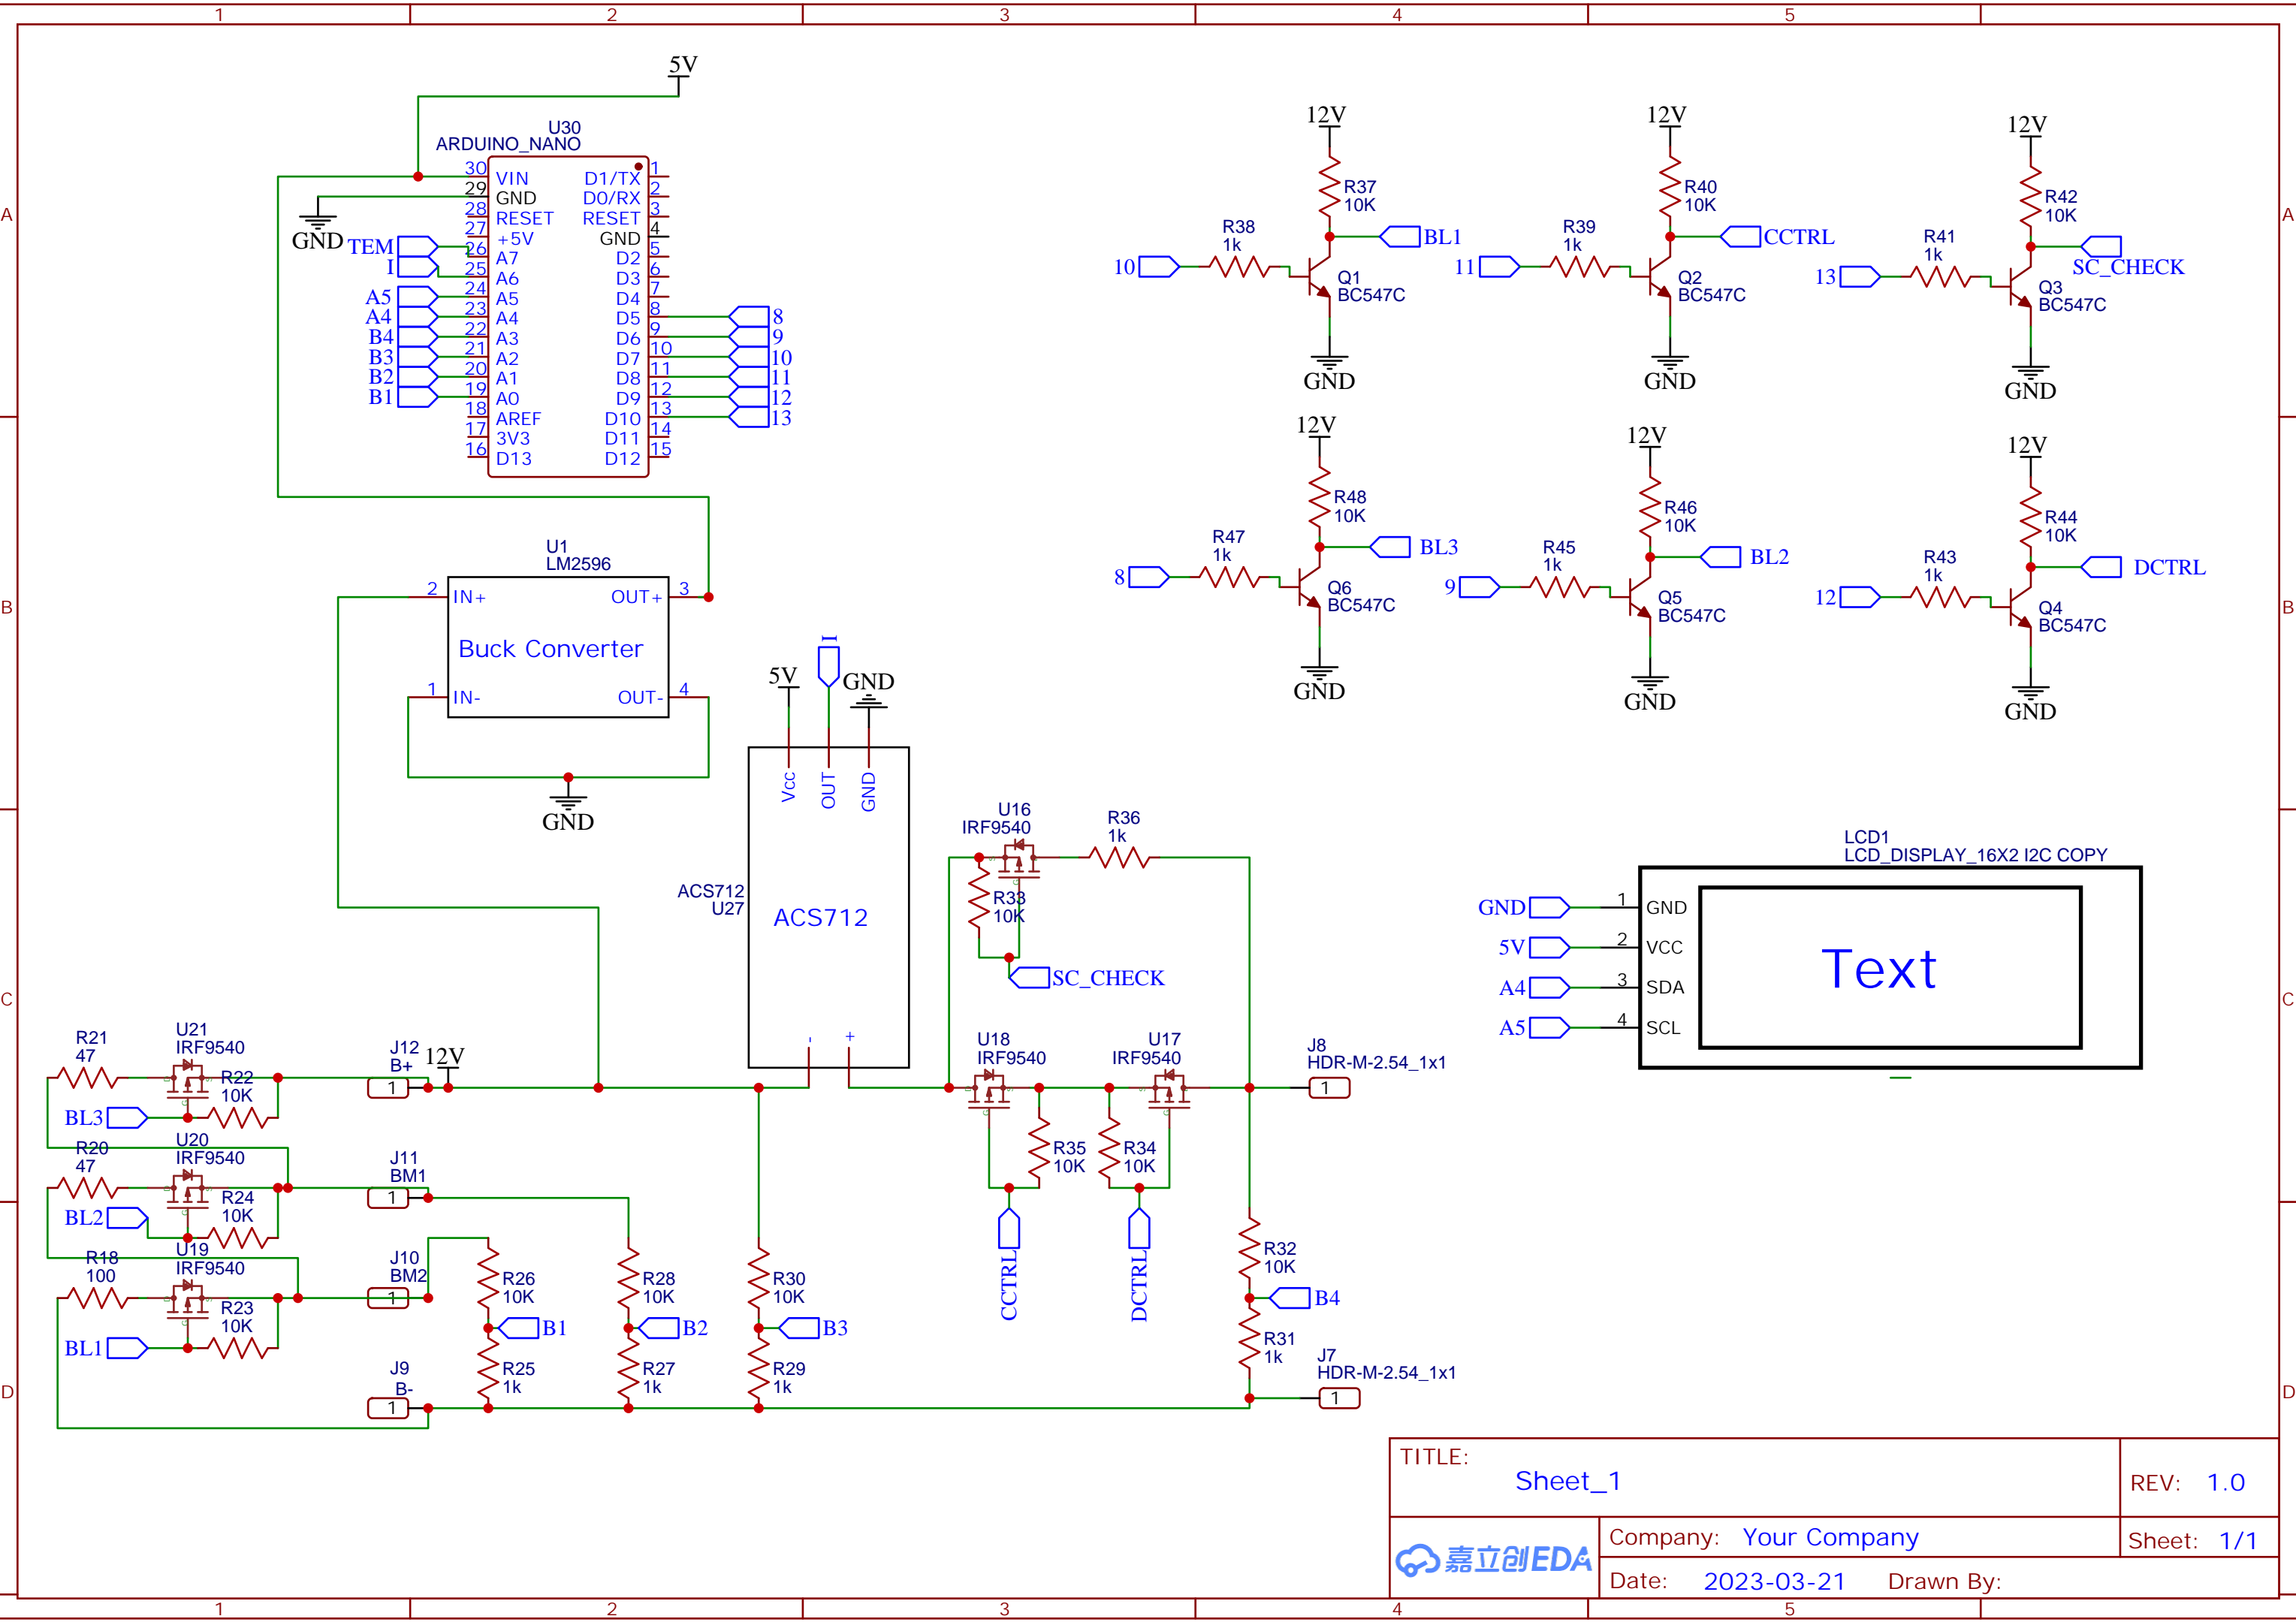 1 2 3 4 5
A
B
C
D
5V
U30
ARDUINO_NANO
30 VIN D1/TX 1
29 GND D0/RX 2
28 RESET RESET 3
27 +5V GND 4
26 A7 D2 5
25 A6 D3 6
24 A5 D4 7
23 A4 D5 8
22 A3 D6 9
21 A2 D7 10
20 A1 D8 11
19 A0 D9 12
18 AREF D10 13
17 3V3 D11 14
16 D13 D12 15
GND
TEM
I
A5
A4
B4
B3
B2
B1
8
9
10
11
12
13
12V
R37
10K
BL1
R38
1k
10
Q1
BC547C
GND
12V
R40
10K
CCTRL
R39
1k
11
Q2
BC547C
GND
12V
R42
10K
SC_CHECK
R41
1k
13
Q3
BC547C
GND
12V
R48
10K
BL3
R47
1k
8
Q6
BC547C
GND
12V
R46
10K
BL2
R45
1k
9
Q5
BC547C
GND
12V
R44
10K
DCTRL
R43
1k
12
Q4
BC547C
GND
U1
LM2596
2 IN+ OUT+ 3
Buck Converter
1 IN- OUT- 4
GND
5V
I
GND
Vcc
OUT
GND
ACS712
U27
ACS712
- +
U16
IRF9540
R36
1k
R33
10K
SC_CHECK
LCD1
LCD_DISPLAY_16X2 I2C COPY
GND 1 GND
5V 2 VCC
A4 3 SDA
A5 4 SCL
Text
R21
47
U21
IRF9540
R22
10K
BL3
J12
B+
1
12V
R20
47
U20
IRF9540
R24
10K
BL2
J11
BM1
1
R18
100
U19
IRF9540
R23
10K
BL1
J10
BM2
1
J9
B-
1
R26
10K
B1
R25
1k
R28
10K
B2
R27
1k
R30
10K
B3
R29
1k
U18
IRF9540
U17
IRF9540
R35
10K
R34
10K
CCTRL
DCTRL
J8
HDR-M-2.54_1x1
1
R32
10K
B4
R31
1k
J7
HDR-M-2.54_1x1
1
TITLE:
Sheet_1
REV: 1.0
嘉立创EDA
Company: Your Company
Sheet: 1/1
Date: 2023-03-21 Drawn By:
A
B
C
D
1 2 3 4 5